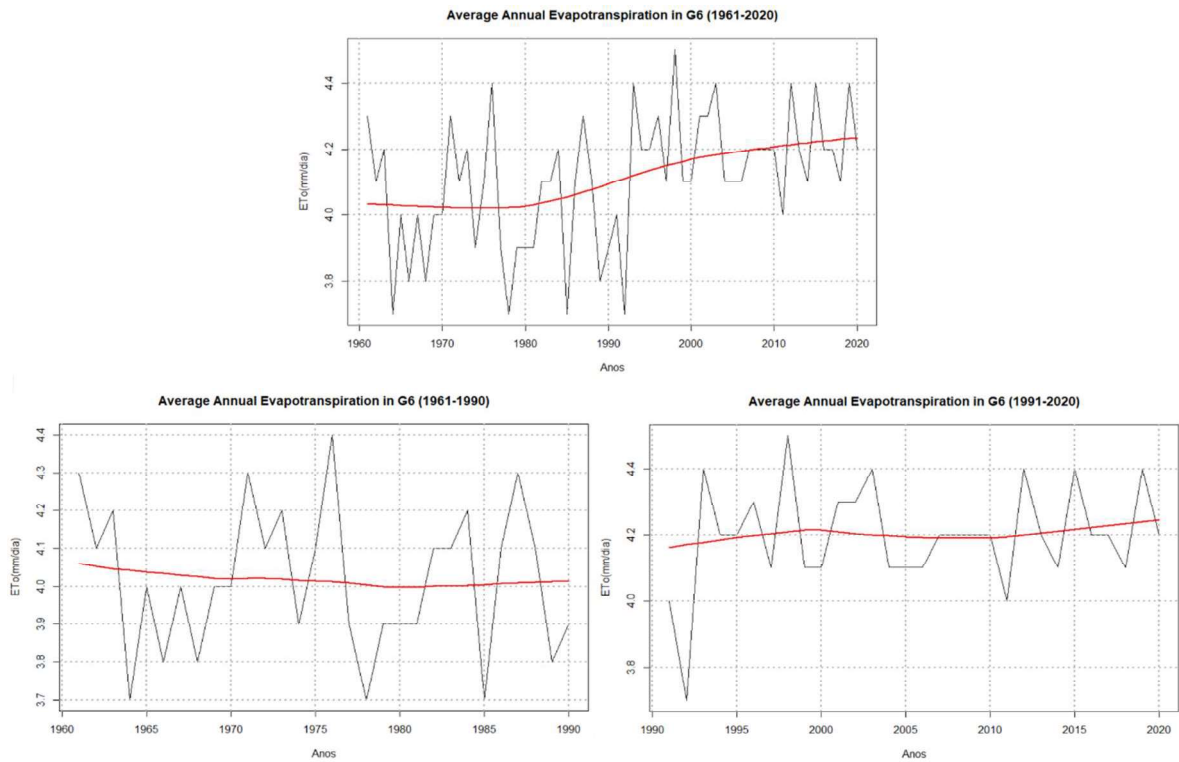 Average Annual Evapotranspiration in G6 (1961-2020)
ETo(mm/dia)
4.4
4.2
4.0
3.8
1960 1970 1980 1990 2000 2010 2020
Anos
Average Annual Evapotranspiration in G6 (1961-1990)
ETo(mm/dia)
4.4
4.3
4.2
4.1
4.0
3.9
3.8
3.7
1960 1965 1970 1975 1980 1985 1990
Anos
Average Annual Evapotranspiration in G6 (1991-2020)
ETo(mm/dia)
4.4
4.2
4.0
3.8
1990 1995 2000 2005 2010 2015 2020
Anos